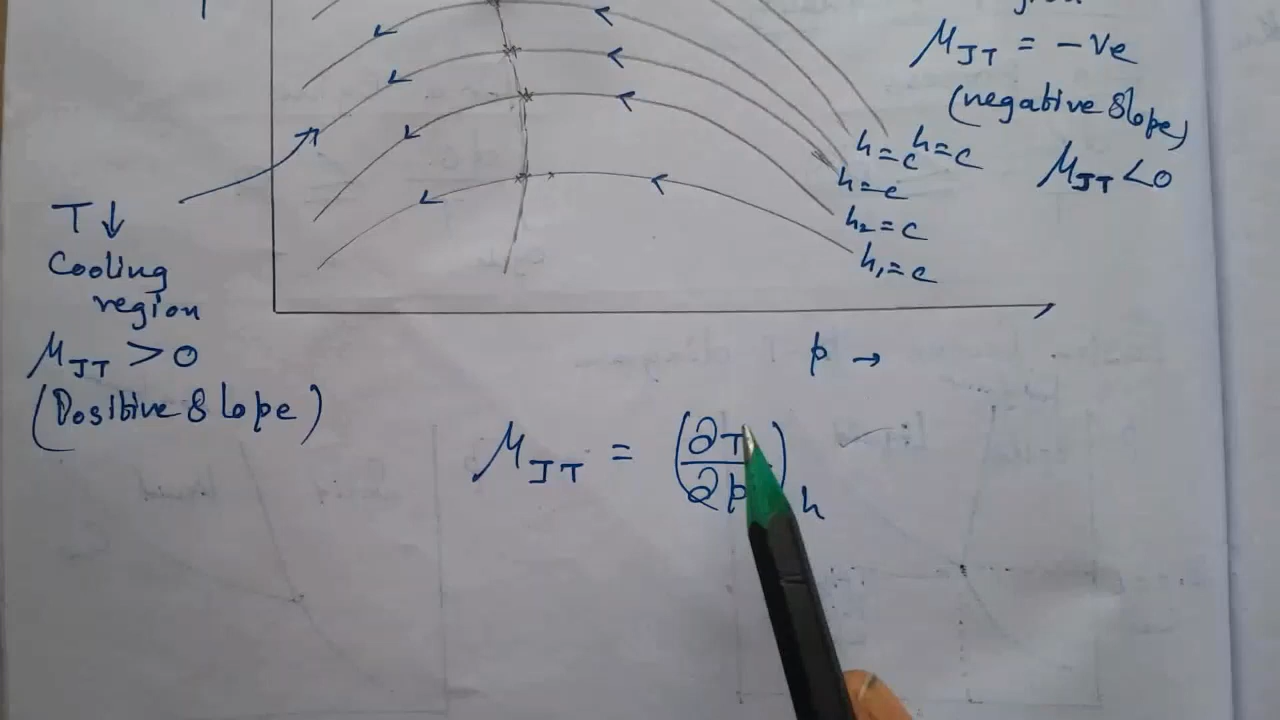 μJT = -ve
(negative slope)
μJT <0
h=c
h=c
h=c
h2=c
h1=c
T↓
Cooling
region
μJT > 0
(Positive slope)
p →
μJT = (∂T/∂p)h